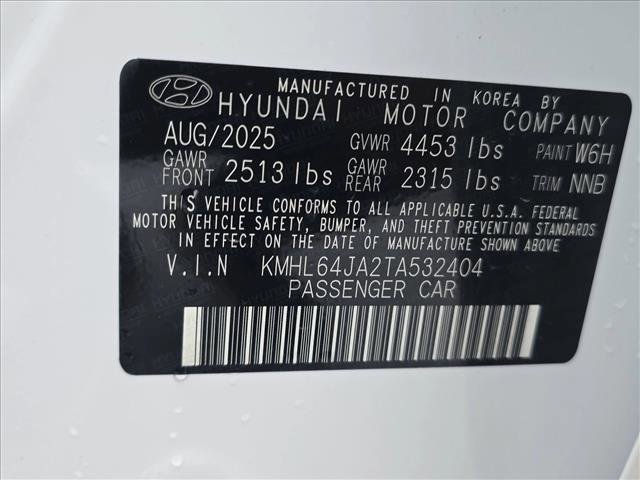 MANUFACTURED IN KOREA BY
HYUNDAI MOTOR COMPANY
AUG/2025 GVWR 4453 lbs PAINT W6H
GAWR FRONT 2513 lbs GAWR REAR 2315 lbs TRIM NNB
THIS VEHICLE CONFORMS TO ALL APPLICABLE U.S.A. FEDERAL
MOTOR VEHICLE SAFETY, BUMPER, AND THEFT PREVENTION STANDARDS
IN EFFECT ON THE DATE OF MANUFACTURE SHOWN ABOVE.
V.I.N KMHL64JA2TA532404
PASSENGER CAR